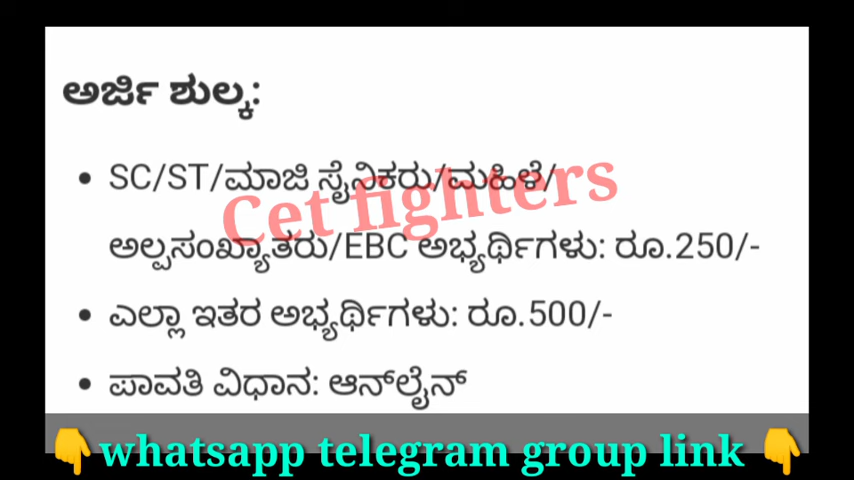 ಅರ್ಜಿ ಶುಲ್ಕ:
• SC/ST/ಮಾಜಿ ಸೈನಿಕರು/ಮಹಿಳೆ/
Cet fighters
ಅಲ್ಪಸಂಖ್ಯಾತರು/EBC ಅಭ್ಯರ್ಥಿಗಳು: ರೂ.250/-
• ಎಲ್ಲಾ ಇತರ ಅಭ್ಯರ್ಥಿಗಳು: ರೂ.500/-
• ಪಾವತಿ ವಿಧಾನ: ಆನ್‌ಲೈನ್
👇whatsapp telegram group link 👇